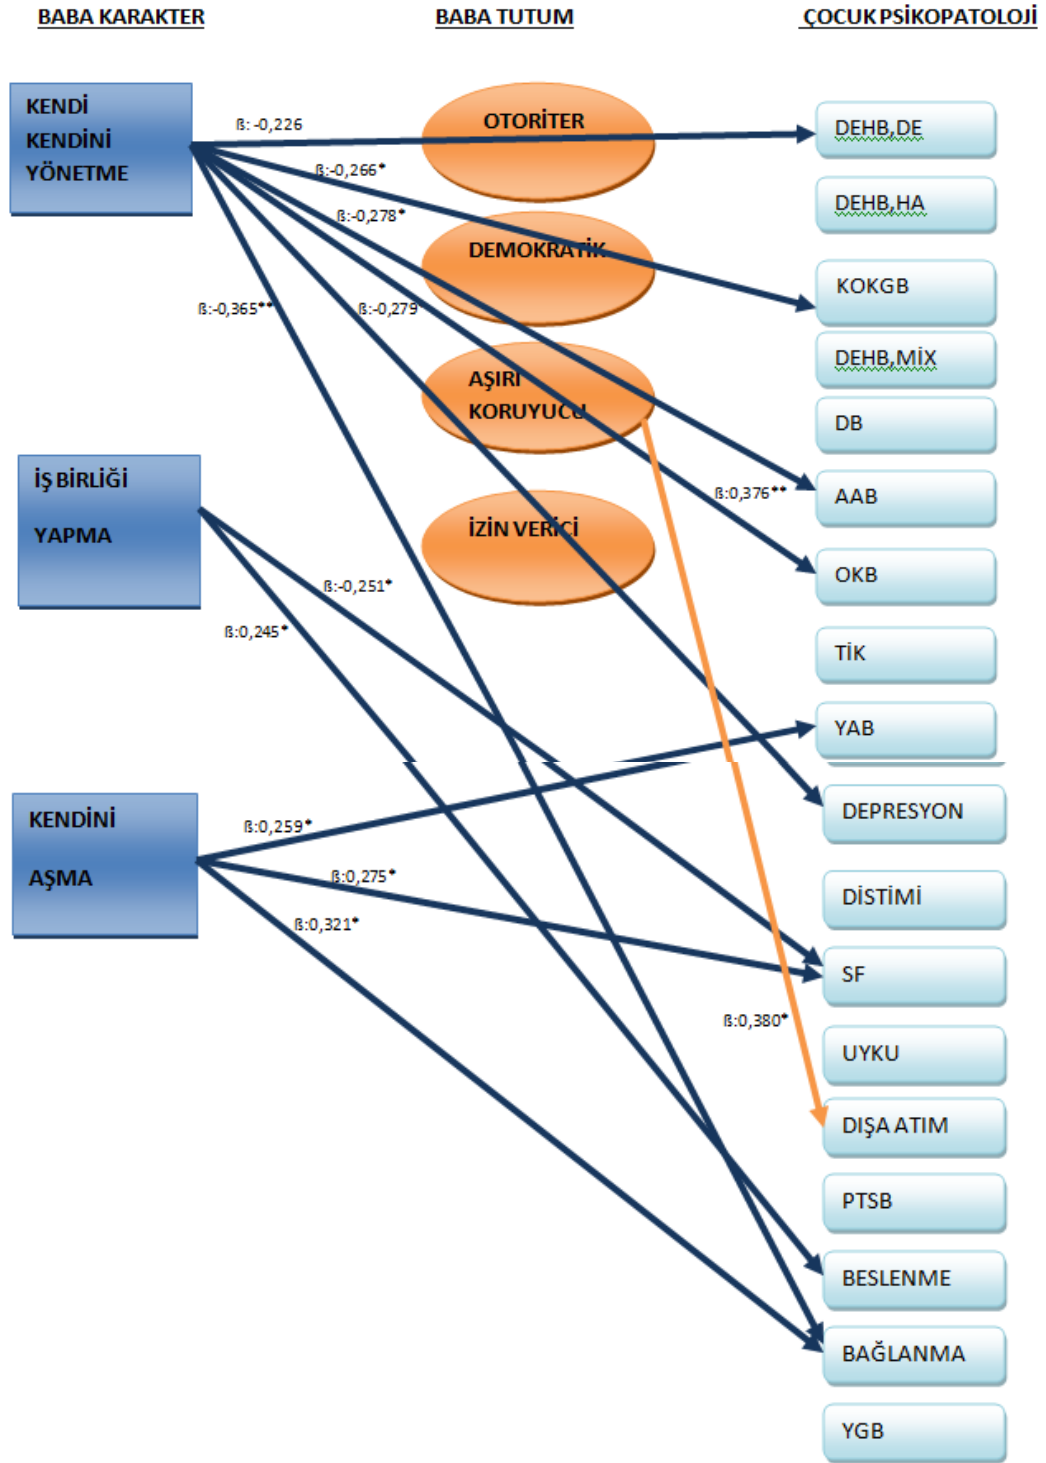 BABA KARAKTER
BABA TUTUM
ÇOCUK PSİKOPATOLOJİ
KENDİ
KENDİNİ
YÖNETME
İŞ BİRLİĞİ
YAPMA
KENDİNİ
AŞMA
OTORİTER
DEMOKRATİK
AŞIRI
KORUYUCU
İZİN VERİCİ
ß: -0,226
ß:-0,266*
ß:-0,278*
ß:-0,365**
ß:-0,279
ß:0,376**
ß:-0,251*
ß:0,245*
ß:0,259*
ß:0,275*
ß:0,321*
ß:0,380*
DEHB,DE
DEHB,HA
KOKGB
DEHB,MİX
DB
AAB
OKB
TİK
YAB
DEPRESYON
DİSTİMİ
SF
UYKU
DIŞA ATIM
PTSB
BESLENME
BAĞLANMA
YGB